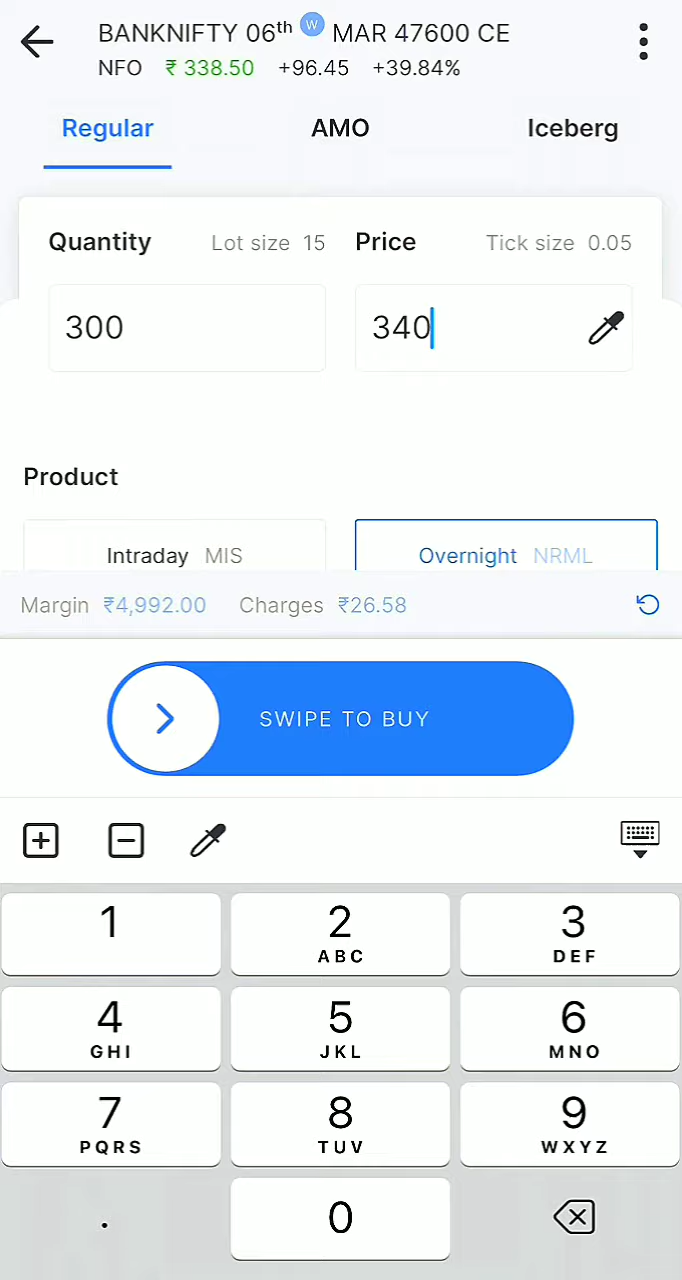 BANKNIFTY 06th W MAR 47600 CE
NFO ₹ 338.50 +96.45 +39.84%
Regular AMO Iceberg
Quantity Lot size 15 Price Tick size 0.05
300 340
Product
Intraday MIS Overnight NRML
Margin ₹4,992.00 Charges ₹26.58
SWIPE TO BUY
1 2 3
ABC DEF
4 5 6
GHI JKL MNO
7 8 9
PQRS TUV WXYZ
. 0